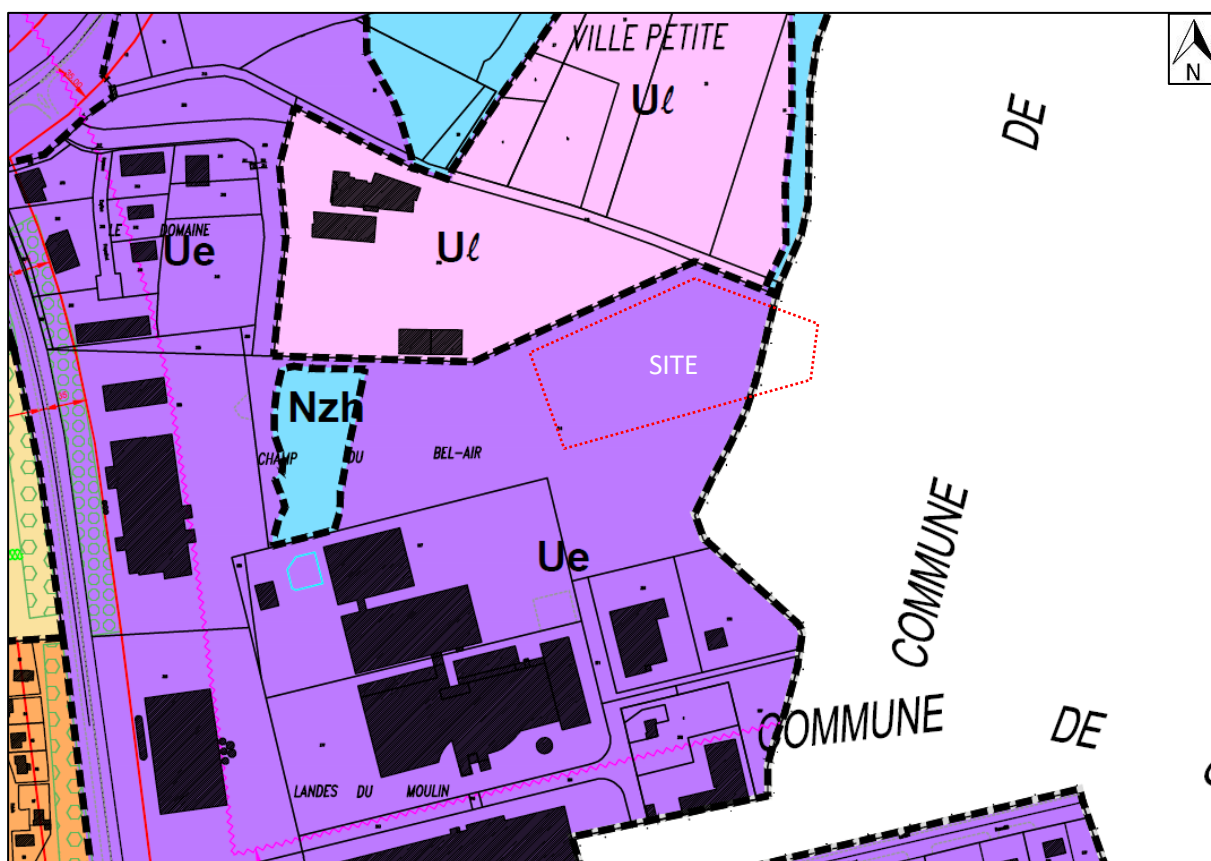 VILLE PETITE
N
Uℓ
DE
LE DOMAINE
Ue
Uℓ
SITE
Nzh
CHAMP DU BEL-AIR
COMMUNE
Ue
COMMUNE DE
LANDES DU MOULIN